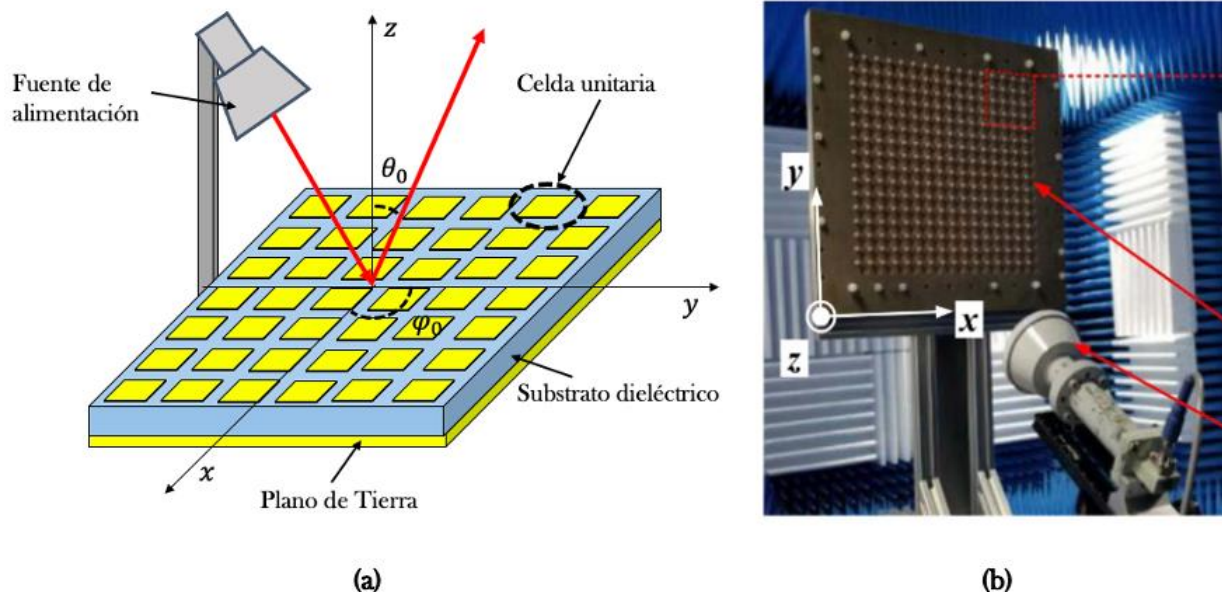 z
Fuente de
alimentación
Celda unitaria
θ₀
y
φ₀
Substrato dieléctrico
x
Plano de Tierra
(a)
y
x
z
(b)